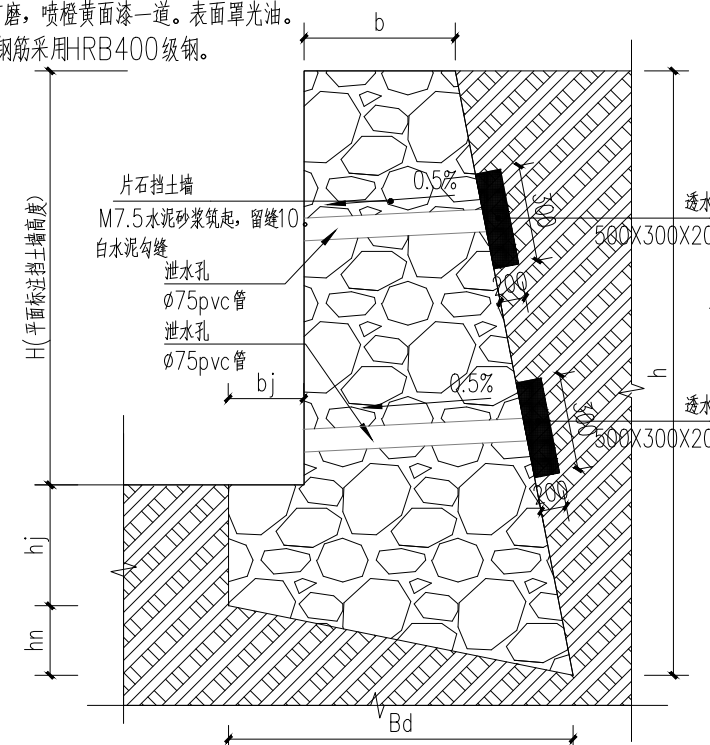 磨，喷橙黄面漆一道。表面罩光油。
钢筋采用HRB400级钢。
b
片石挡土墙
M7.5水泥砂浆筑起，留缝10。
白水泥勾缝
0.5%
300
透水
500X300X20
200
泄水孔
Ø75pvc管
泄水孔
Ø75pvc管
H(平面标注挡土墙高度)
h
bj
0.5%
300
透水
500X300X20
200
hj
hn
Bd